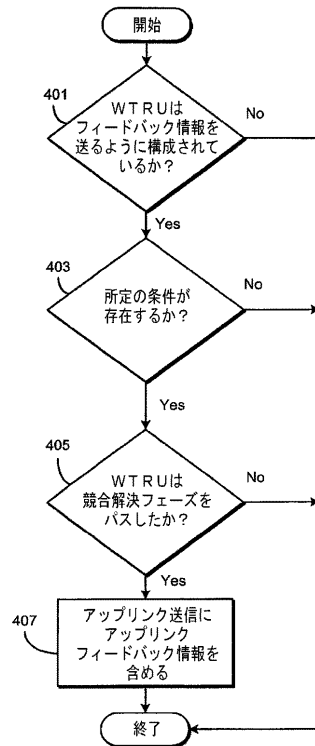 開始
401
WTRUは
フィードバック情報を
送るように構成されて
いるか？
No
Yes
403
所定の条件が
存在するか？
No
Yes
405
WTRUは
競合解決フェーズを
パスしたか？
No
Yes
407
アップリンク送信に
アップリンク
フィードバック情報を
含める
終了